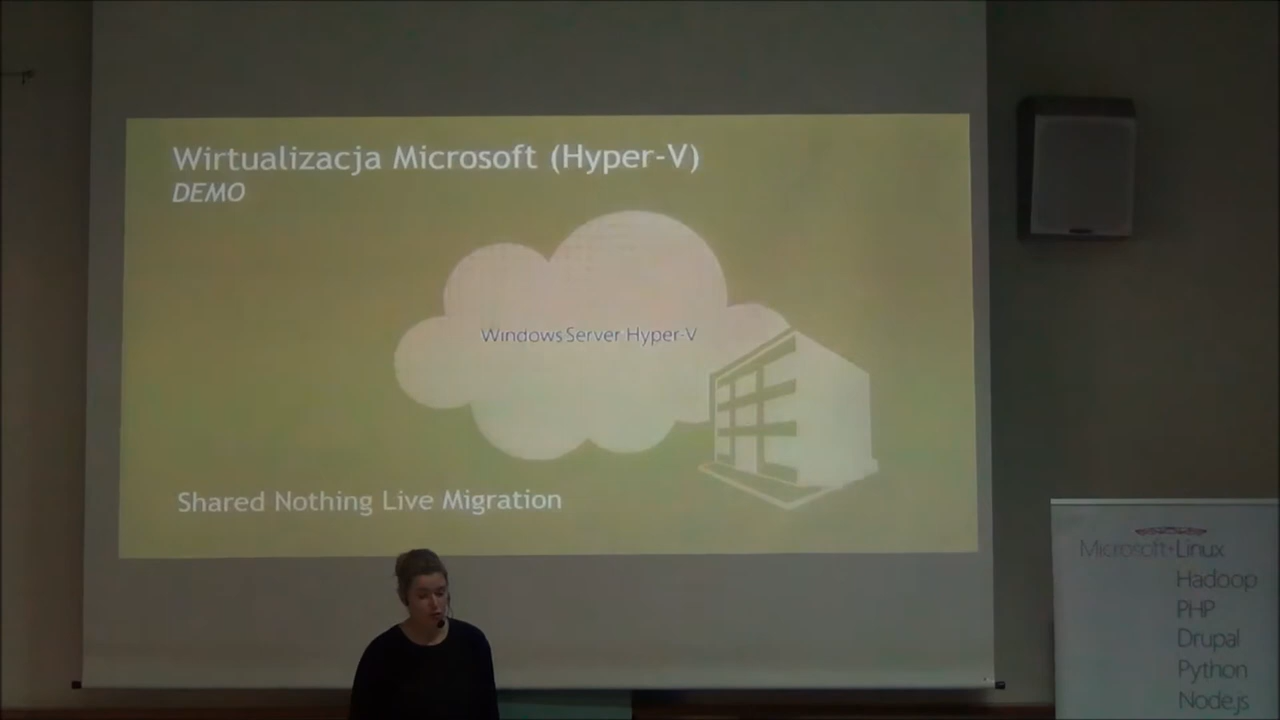 Wirtualizacja Microsoft (Hyper-V)
DEMO
Windows Server Hyper-V
Shared Nothing Live Migration
Microsoft+Linux
Hadoop
PHP
Drupal
Python
Node.js